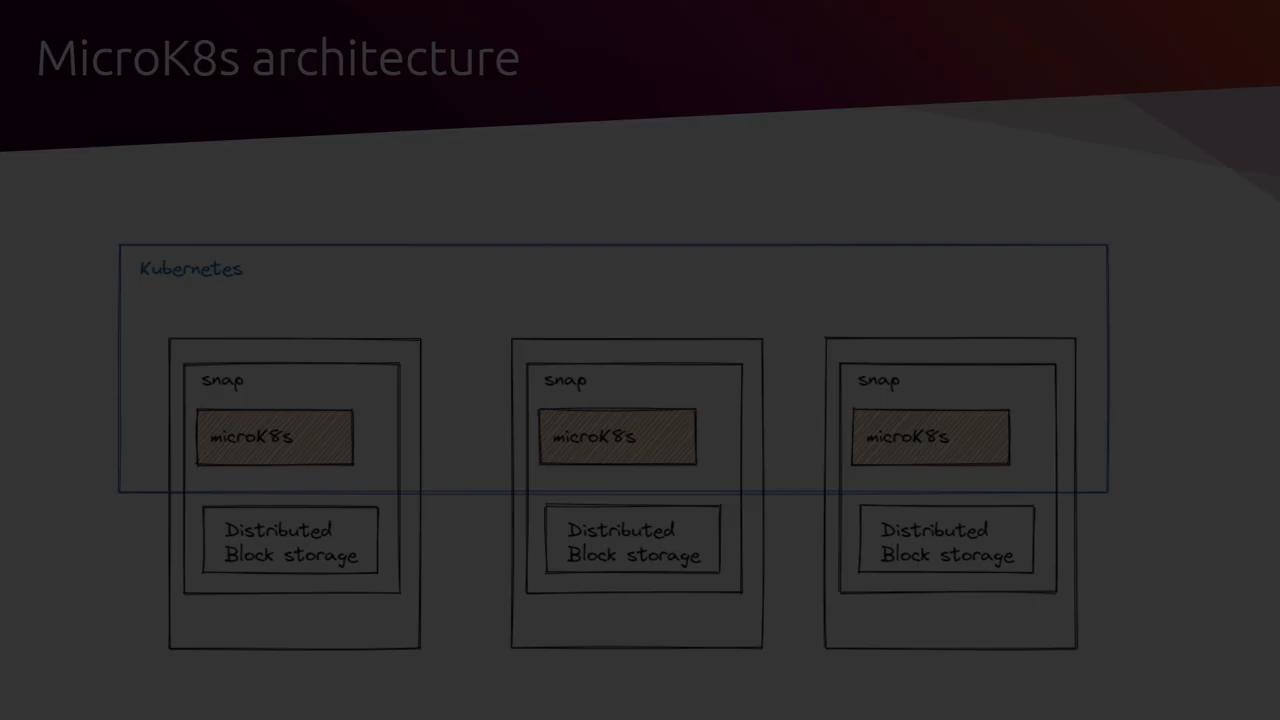 MicroK8s architecture
Kubernetes
snap
microK8s
Distributed
Block storage
snap
microK8s
Distributed
Block storage
snap
microK8s
Distributed
Block storage